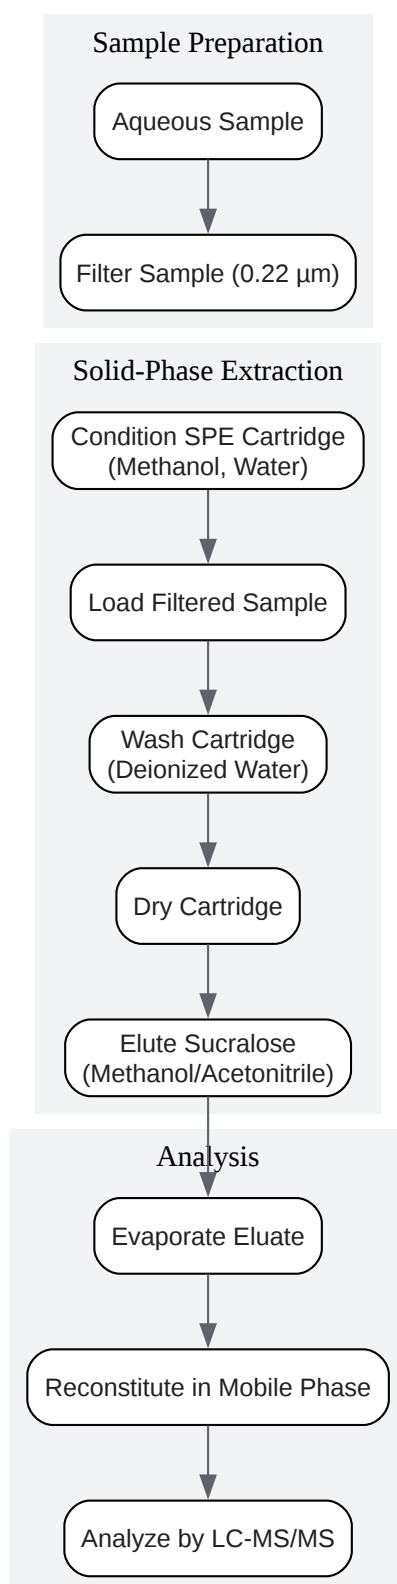 Sample Preparation
Aqueous Sample
Filter Sample (0.22 µm)
Solid-Phase Extraction
Condition SPE Cartridge
(Methanol, Water)
Load Filtered Sample
Wash Cartridge
(Deionized Water)
Dry Cartridge
Elute Sucralose
(Methanol/Acetonitrile)
Analysis
Evaporate Eluate
Reconstitute in Mobile Phase
Analyze by LC-MS/MS